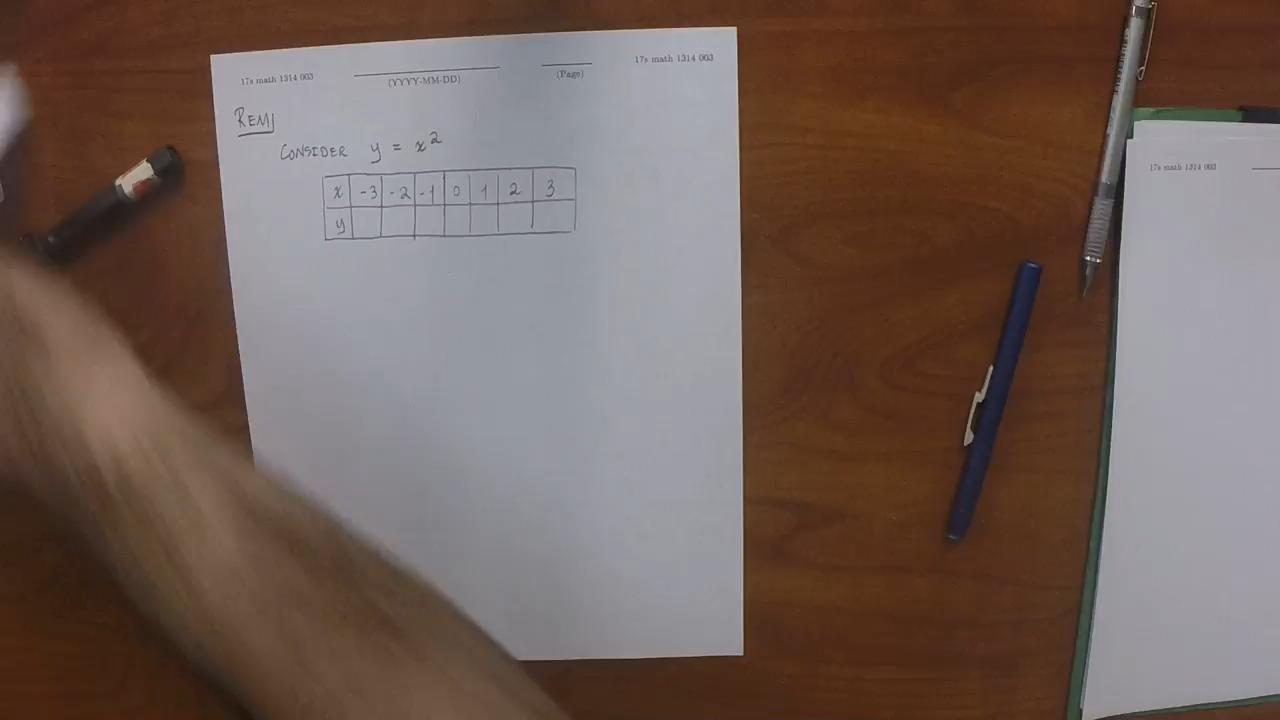 17s math 1314 003 17s math 1314 003
(YYYY-MM-DD) (Page)
REM
CONSIDER y = x²
x -3 -2 -1 0 1 2 3
y
17s math 1314 003